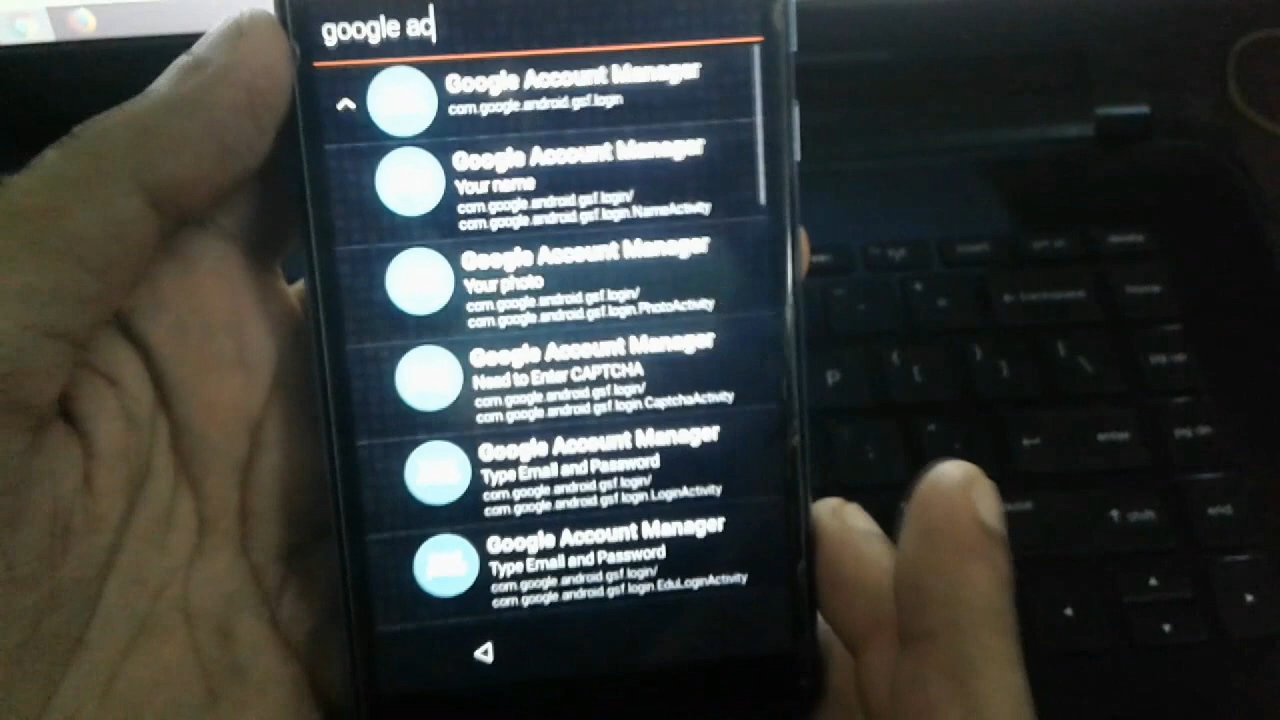 google ad
Google Account Manager
com.google.android.gsf.login
Google Account Manager
Your name
com.google.android.gsf.login/
com.google.android.gsf.login.NameActivity
Google Account Manager
Your photo
com.google.android.gsf.login/
com.google.android.gsf.login.PhotoActivity
Google Account Manager
Need to Enter CAPTCHA
com.google.android.gsf.login/
com.google.android.gsf.login.CaptchaActivity
Google Account Manager
Type Email and Password
com.google.android.gsf.login/
com.google.android.gsf.login.LoginActivity
Google Account Manager
Type Email and Password
com.google.android.gsf.login/
com.google.android.gsf.login.EduLoginActivity
P
enter
shift
end